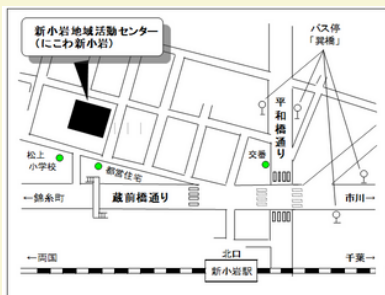 新小岩地域活動センター
(にこわ新小岩)
バス停
「巽橋」
平和橋通り
交番
松上
小学校
都営住宅
←錦糸町
蔵前橋通り
市川→
北口
←両国
新小岩駅
千葉→